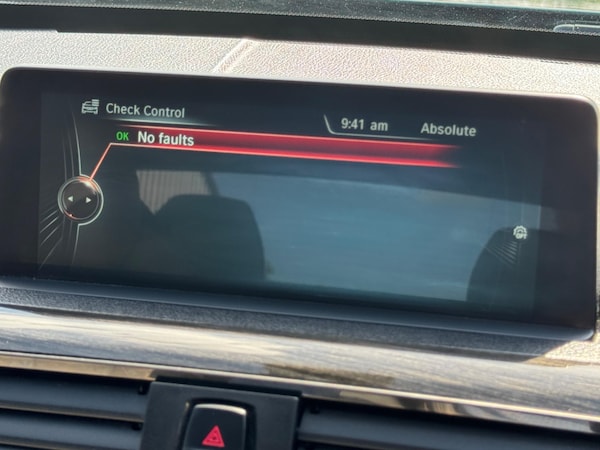 Check Control
9:41 am
Absolute
OK No faults